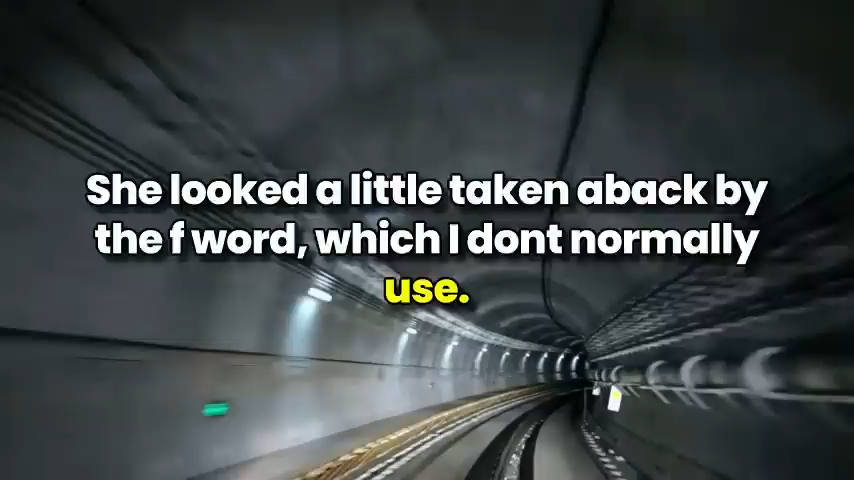 She looked a little taken aback by
the f word, which I dont normally
use.